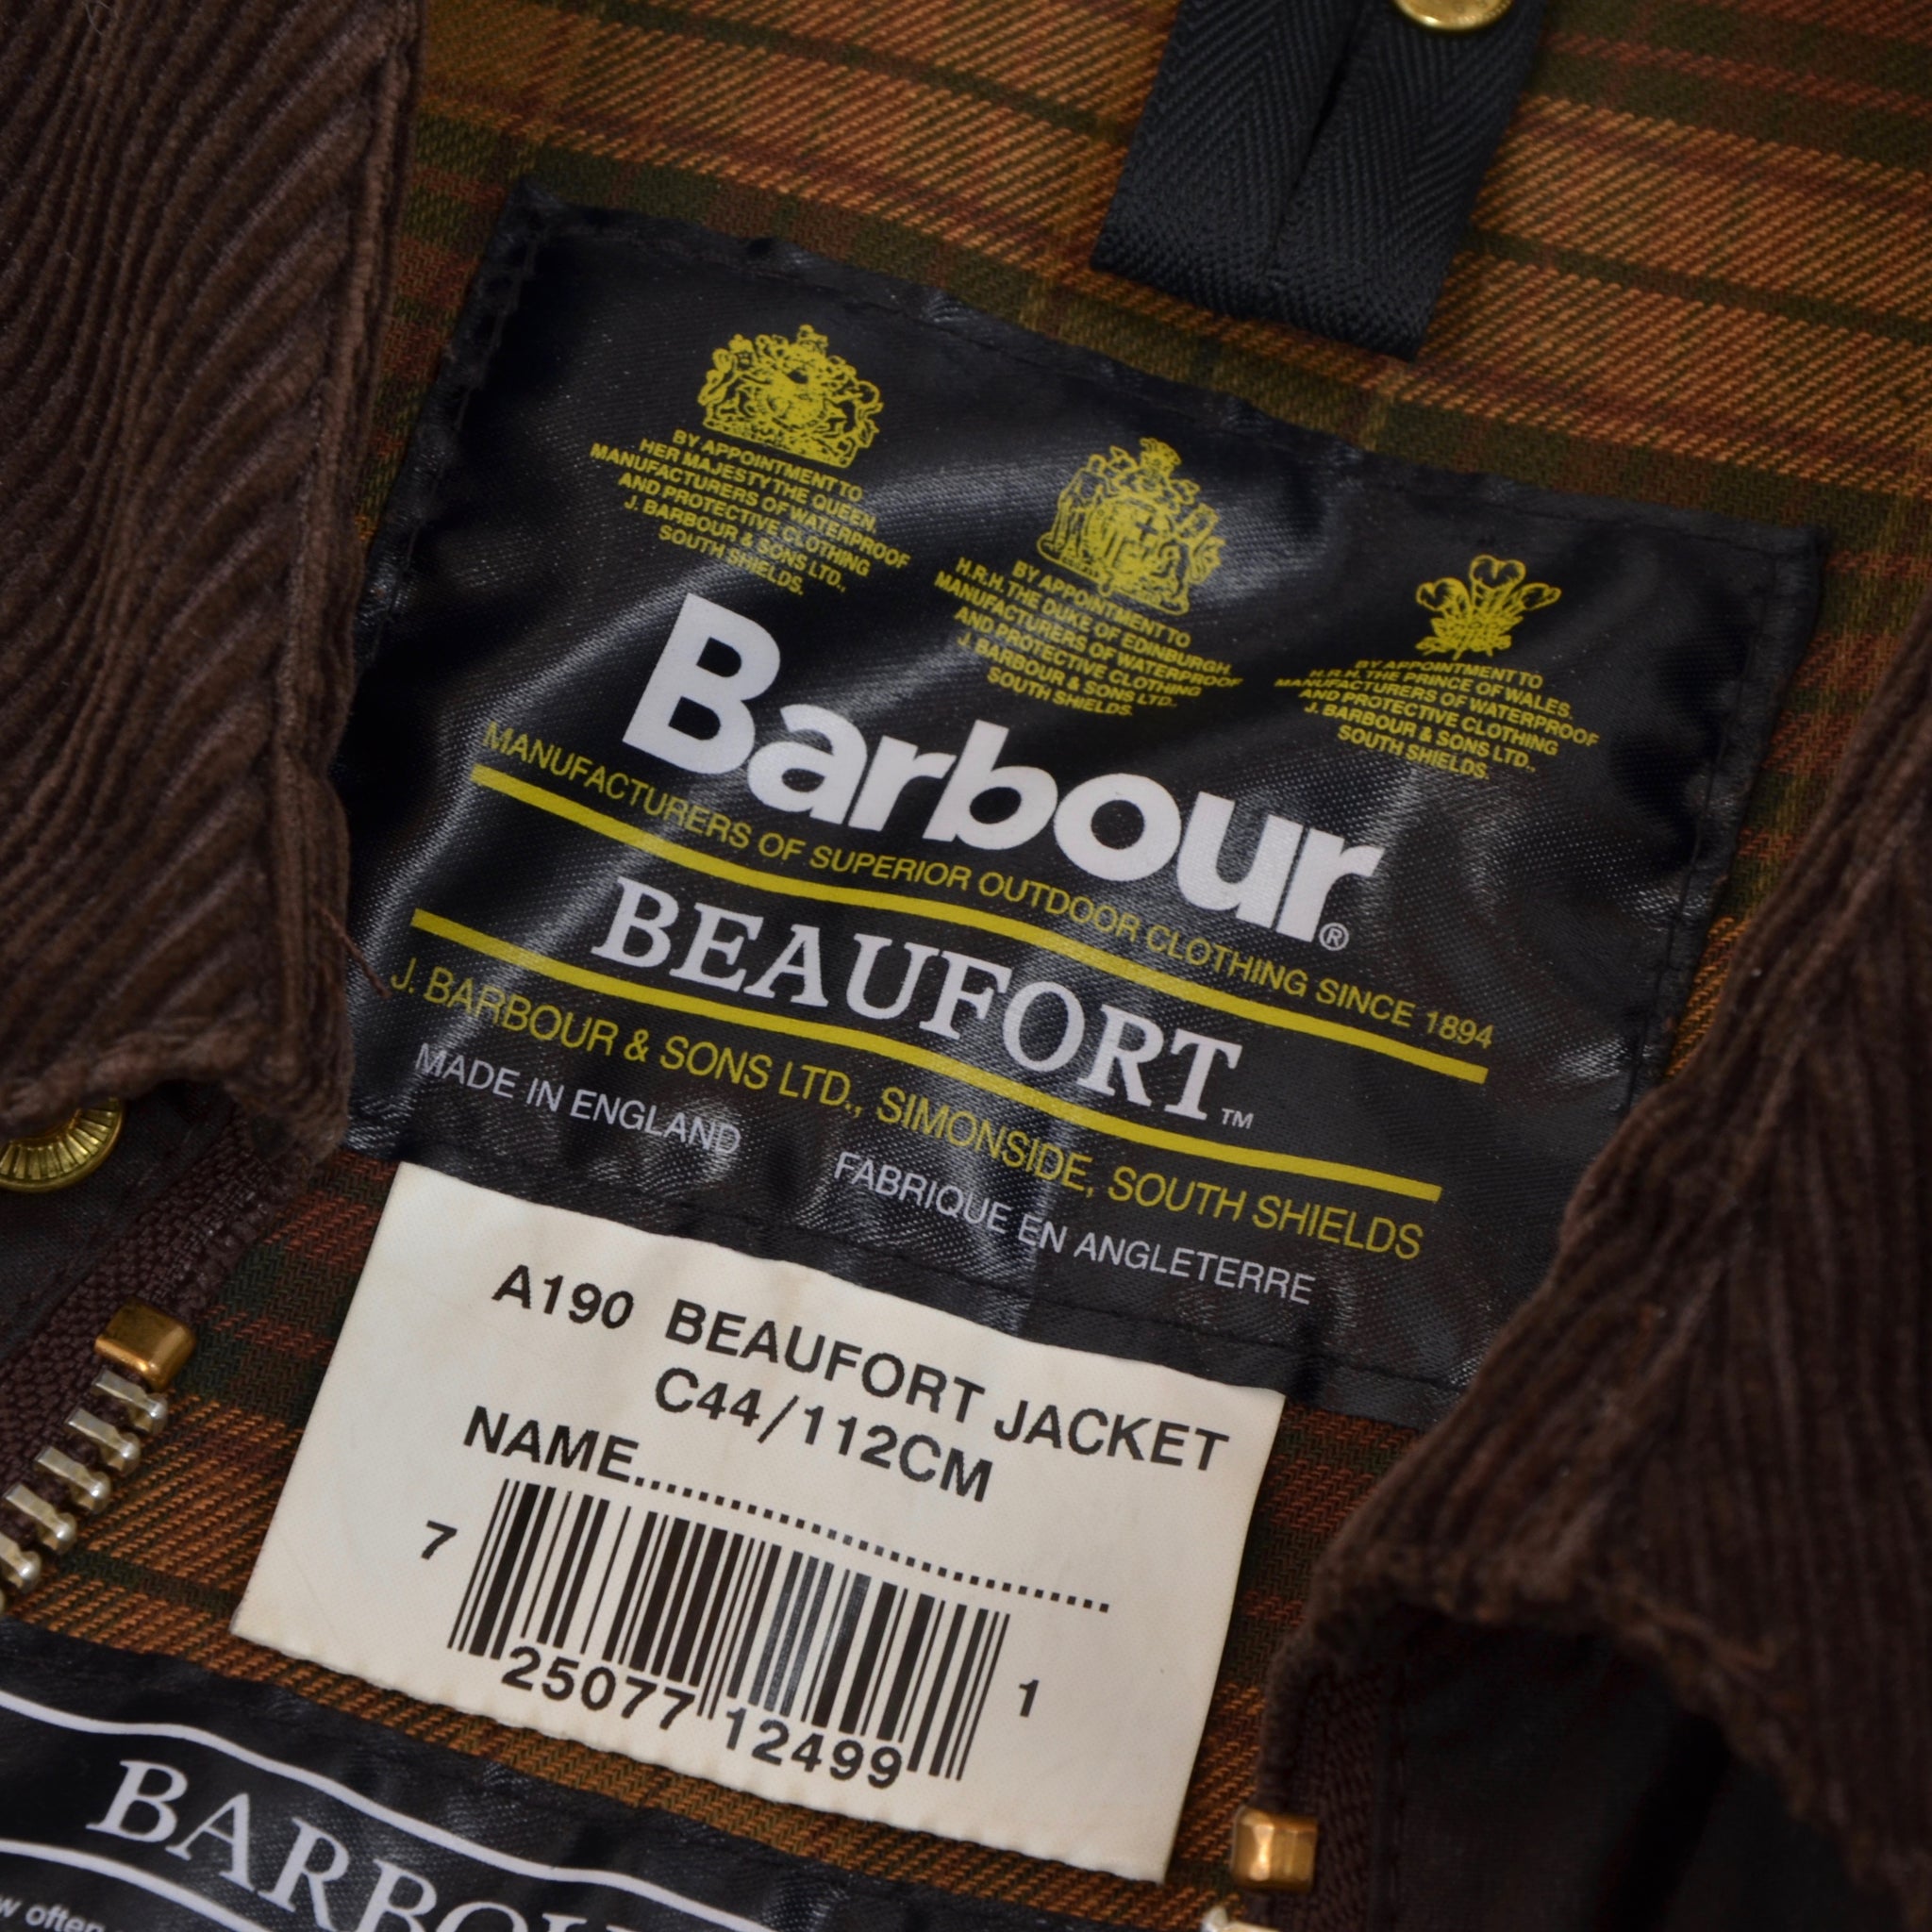 BY APPOINTMENT TO
HER MAJESTY THE QUEEN.
MANUFACTURERS OF WATERPROOF
AND PROTECTIVE CLOTHING
J. BARBOUR & SONS LTD.,
SOUTH SHIELDS.
BY APPOINTMENT TO
H.R.H. THE DUKE OF EDINBURGH.
MANUFACTURERS OF WATERPROOF
AND PROTECTIVE CLOTHING
J. BARBOUR & SONS LTD.,
SOUTH SHIELDS.
BY APPOINTMENT TO
H.R.H. THE PRINCE OF WALES.
MANUFACTURERS OF WATERPROOF
AND PROTECTIVE CLOTHING
J. BARBOUR & SONS LTD.,
SOUTH SHIELDS.
Barbour®
MANUFACTURERS OF SUPERIOR OUTDOOR CLOTHING SINCE 1894
BEAUFORT™
J. BARBOUR & SONS LTD., SIMONSIDE, SOUTH SHIELDS
MADE IN ENGLAND FABRIQUE EN ANGLETERRE
A190 BEAUFORT JACKET
C44/112CM
NAME..............................
7 25077 12499 1
BARBOU
often